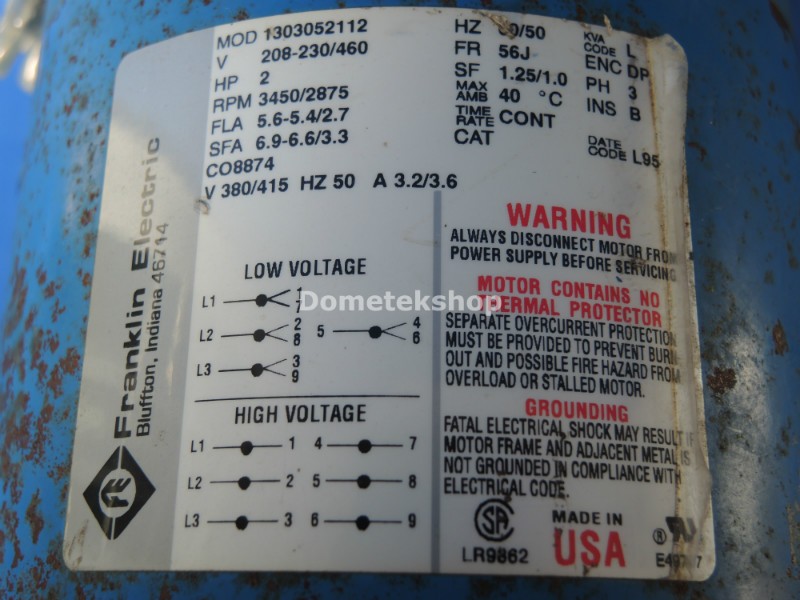 MOD 1303052112
V 208-230/460
HP 2
RPM 3450/2875
FLA 5.6-5.4/2.7
SFA 6.9-6.6/3.3
CO8874
V 380/415 HZ 50 A 3.2/3.6
HZ 60/50
FR 56J
SF 1.25/1.0
MAX AMB 40 °C
TIME RATE CONT
CAT
KVA CODE L
ENC DP
PH 3
INS B
DATE CODE L95
Franklin Electric
Bluffton, Indiana 46714
FE
LOW VOLTAGE
L1 1 7
L2 2 8 5 4 6
L3 3 9
HIGH VOLTAGE
L1 1 4 7
L2 2 5 8
L3 3 6 9
WARNING
ALWAYS DISCONNECT MOTOR FROM
POWER SUPPLY BEFORE SERVICING
MOTOR CONTAINS NO
THERMAL PROTECTOR
SEPARATE OVERCURRENT PROTECTION
MUST BE PROVIDED TO PREVENT BURN-
OUT AND POSSIBLE FIRE HAZARD FROM
OVERLOAD OR STALLED MOTOR.
GROUNDING
FATAL ELECTRICAL SHOCK MAY RESULT IF
MOTOR FRAME AND ADJACENT METAL IS
NOT GROUNDED IN COMPLIANCE WITH
ELECTRICAL CODE.
SA
LR9862
MADE IN
USA
®
Dometekshop